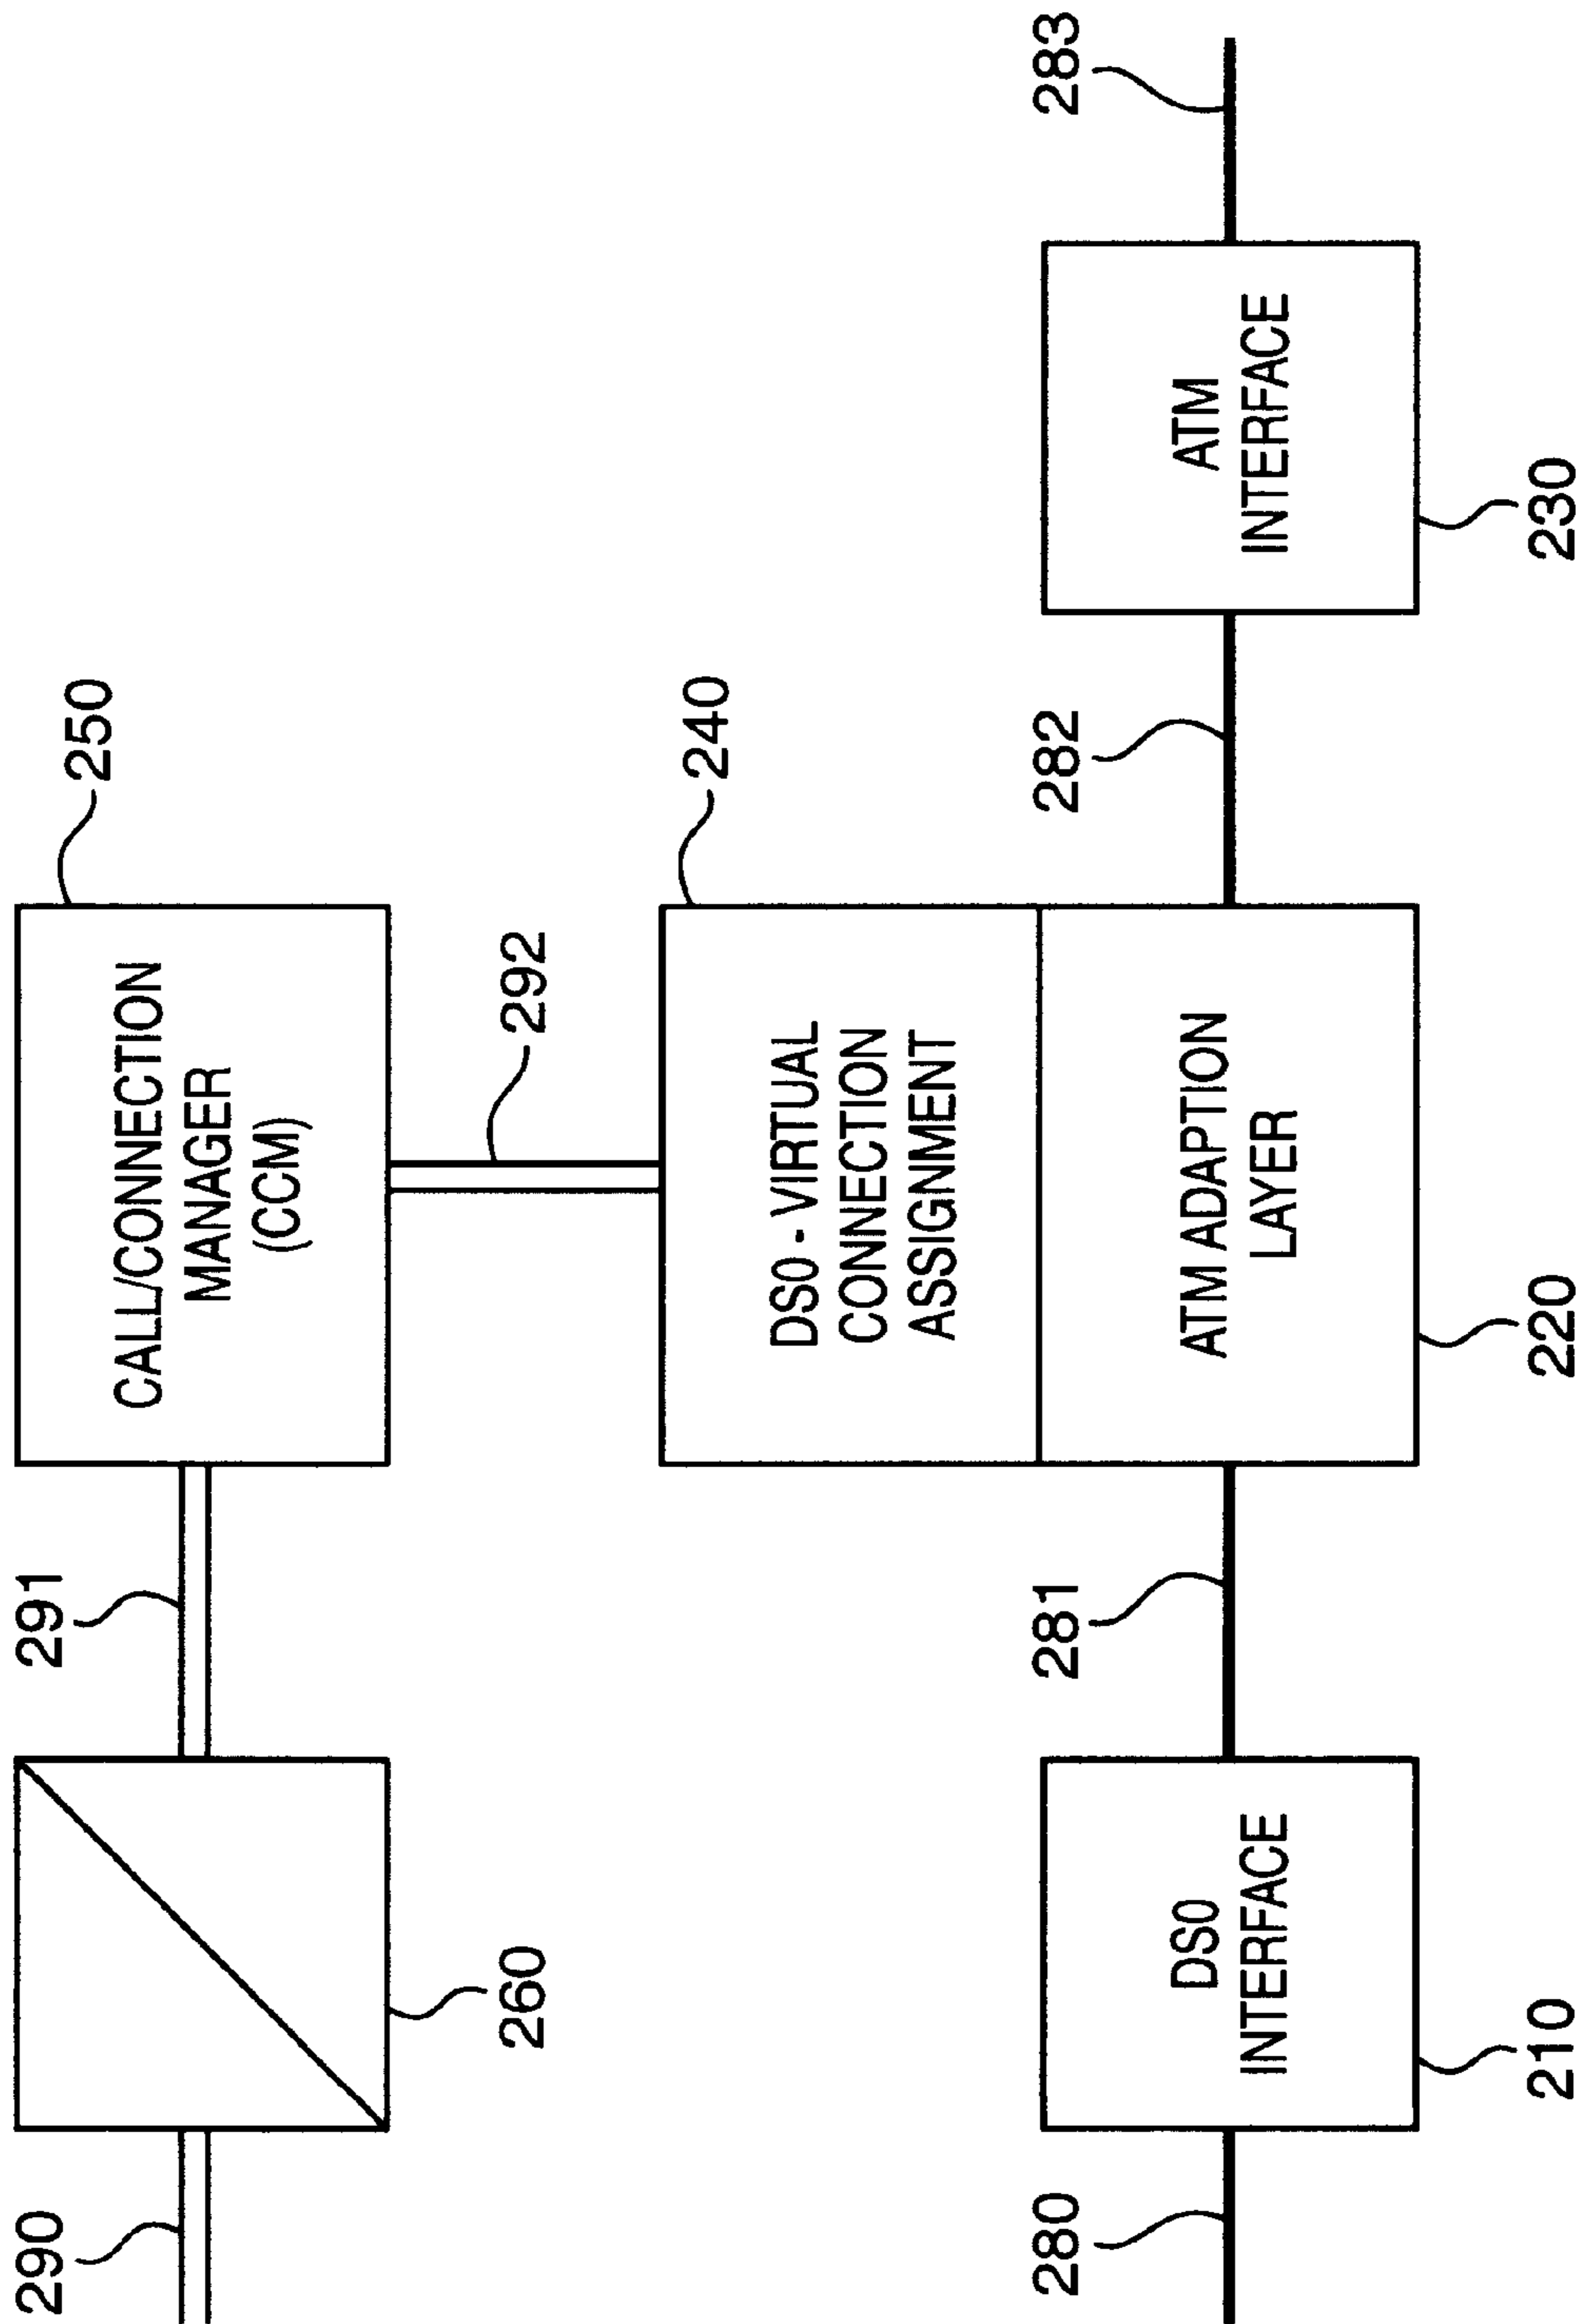 290
291
250
CALL/CONNECTION
MANAGER
(CCM)
260
292
240
DS0 - VIRTUAL
CONNECTION
ASSIGNMENT
280
281
282
283
DS0
INTERFACE
ATM ADAPTION
LAYER
ATM
INTERFACE
210
220
230